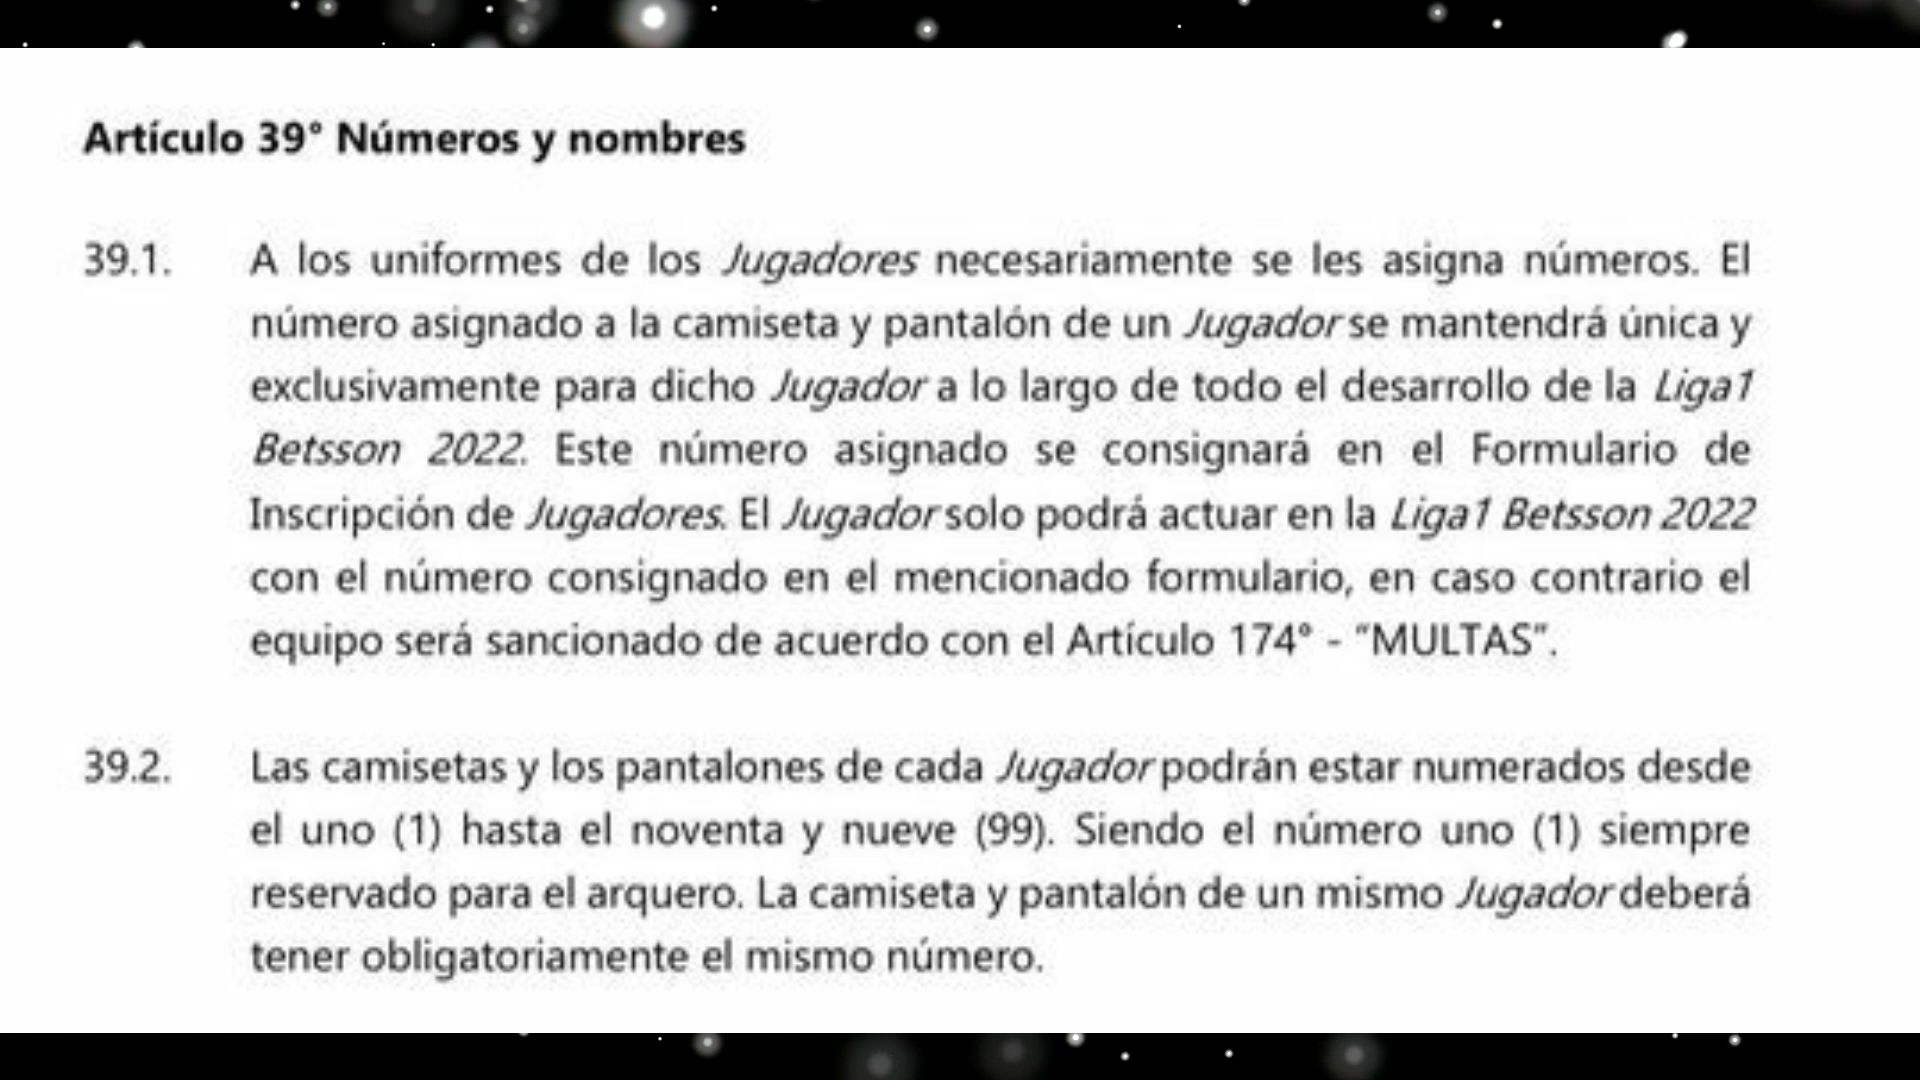 Artículo 39° Números y nombres
39.1. A los uniformes de los Jugadores necesariamente se les asigna números. El
número asignado a la camiseta y pantalón de un Jugador se mantendrá única y
exclusivamente para dicho Jugador a lo largo de todo el desarrollo de la Liga1
Betsson 2022. Este número asignado se consignará en el Formulario de
Inscripción de Jugadores. El Jugador solo podrá actuar en la Liga1 Betsson 2022
con el número consignado en el mencionado formulario, en caso contrario el
equipo será sancionado de acuerdo con el Artículo 174° - "MULTAS".
39.2. Las camisetas y los pantalones de cada Jugador podrán estar numerados desde
el uno (1) hasta el noventa y nueve (99). Siendo el número uno (1) siempre
reservado para el arquero. La camiseta y pantalón de un mismo Jugador deberá
tener obligatoriamente el mismo número.